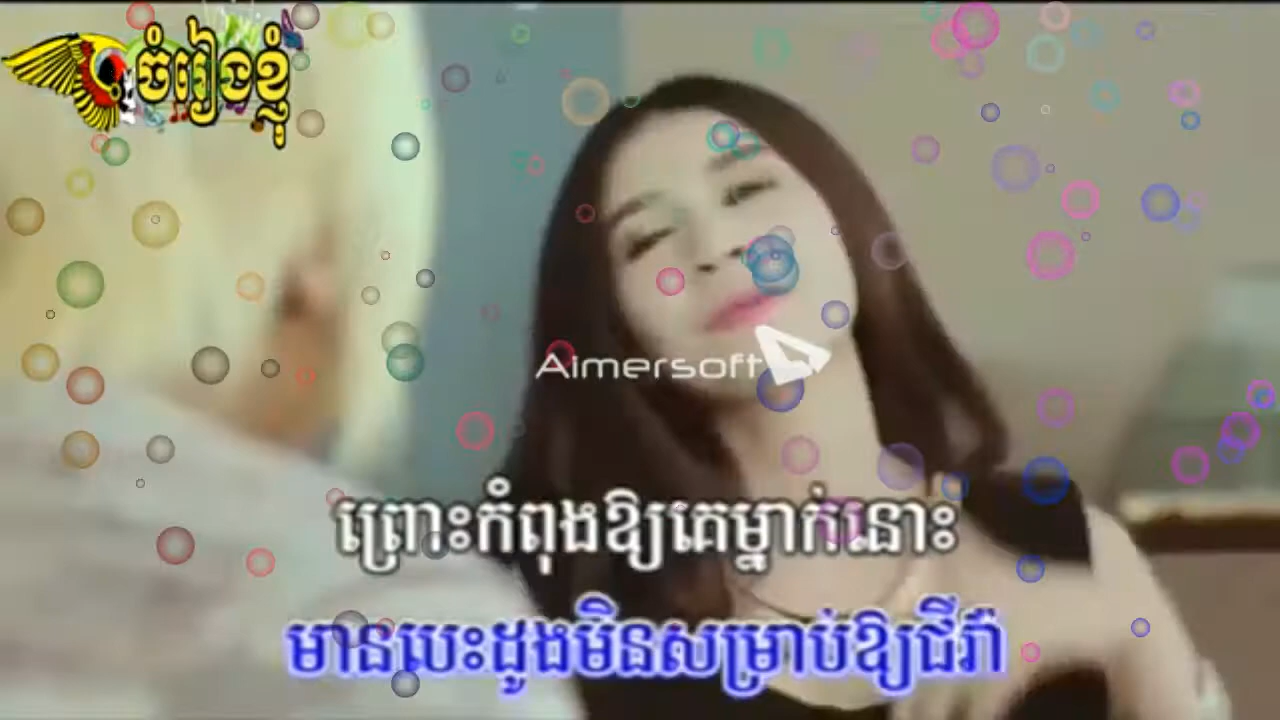 ចំរៀងខ្ញុំ
Aimersoft
ព្រោះកំពុងឱ្យគេម្នាក់នោះ
មានបេះដូងមិនសម្រាប់ឱ្យជីវ៉ា